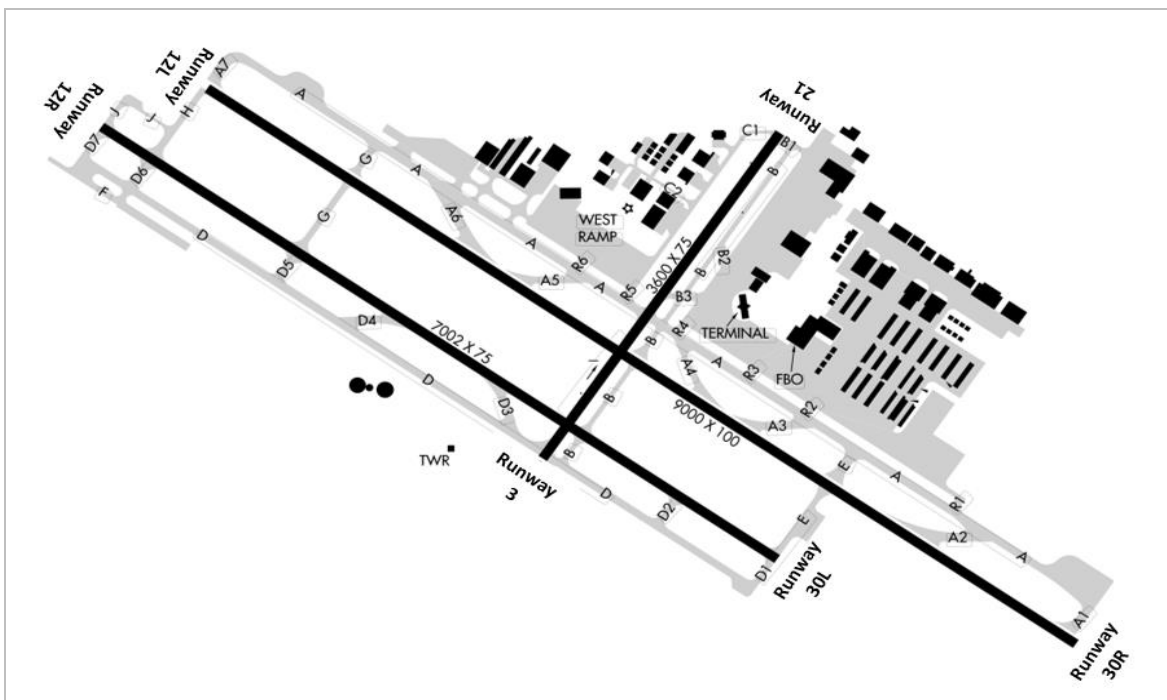 Runway
12R
Runway
12L
Runway
21
A7
A
J
J
H
D7
D6
F
D
G
G
A
A6
D5
D4
7002 X 75
D
D3
TWR
WEST
RAMP
C1
C2
B1
B
B2
B
B3
3600 X 75
A
A5
R6
A
R5
R4
TERMINAL
FBO
B
A4
A
R3
R2
A3
9000 X 100
B
B
Runway
3
D
D2
D1
E
E
A
R1
A2
A
A1
Runway
30L
Runway
30R